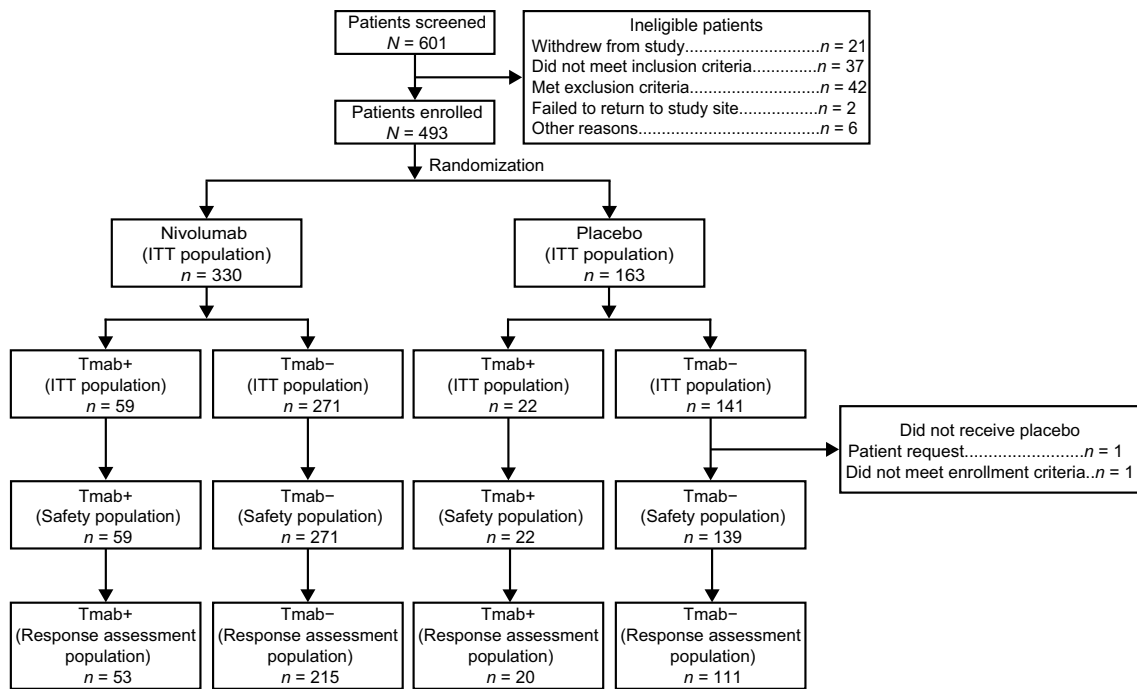 Patients screened
N = 601
Ineligible patients
Withdrew from study..............................n = 21
Did not meet inclusion criteria..............n = 37
Met exclusion criteria............................n = 42
Failed to return to study site.................n = 2
Other reasons.......................................n = 6
Patients enrolled
N = 493
Randomization
Nivolumab
(ITT population)
n = 330
Placebo
(ITT population)
n = 163
Tmab+
(ITT population)
n = 59
Tmab−
(ITT population)
n = 271
Tmab+
(ITT population)
n = 22
Tmab−
(ITT population)
n = 141
Did not receive placebo
Patient request.........................n = 1
Did not meet enrollment criteria..n = 1
Tmab+
(Safety population)
n = 59
Tmab−
(Safety population)
n = 271
Tmab+
(Safety population)
n = 22
Tmab−
(Safety population)
n = 139
Tmab+
(Response assessment
population)
n = 53
Tmab−
(Response assessment
population)
n = 215
Tmab+
(Response assessment
population)
n = 20
Tmab−
(Response assessment
population)
n = 111